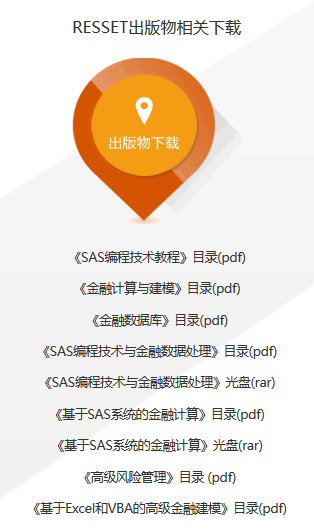 RESSET出版物相关下载
出版物下载
《SAS编程技术教程》目录(pdf)
《金融计算与建模》目录(pdf)
《金融数据库》目录(pdf)
《SAS编程技术与金融数据处理》目录(pdf)
《SAS编程技术与金融数据处理》光盘(rar)
《基于SAS系统的金融计算》目录(pdf)
《基于SAS系统的金融计算》光盘(rar)
《高级风险管理》目录 (pdf)
《基于Excel和VBA的高级金融建模》目录(pdf)